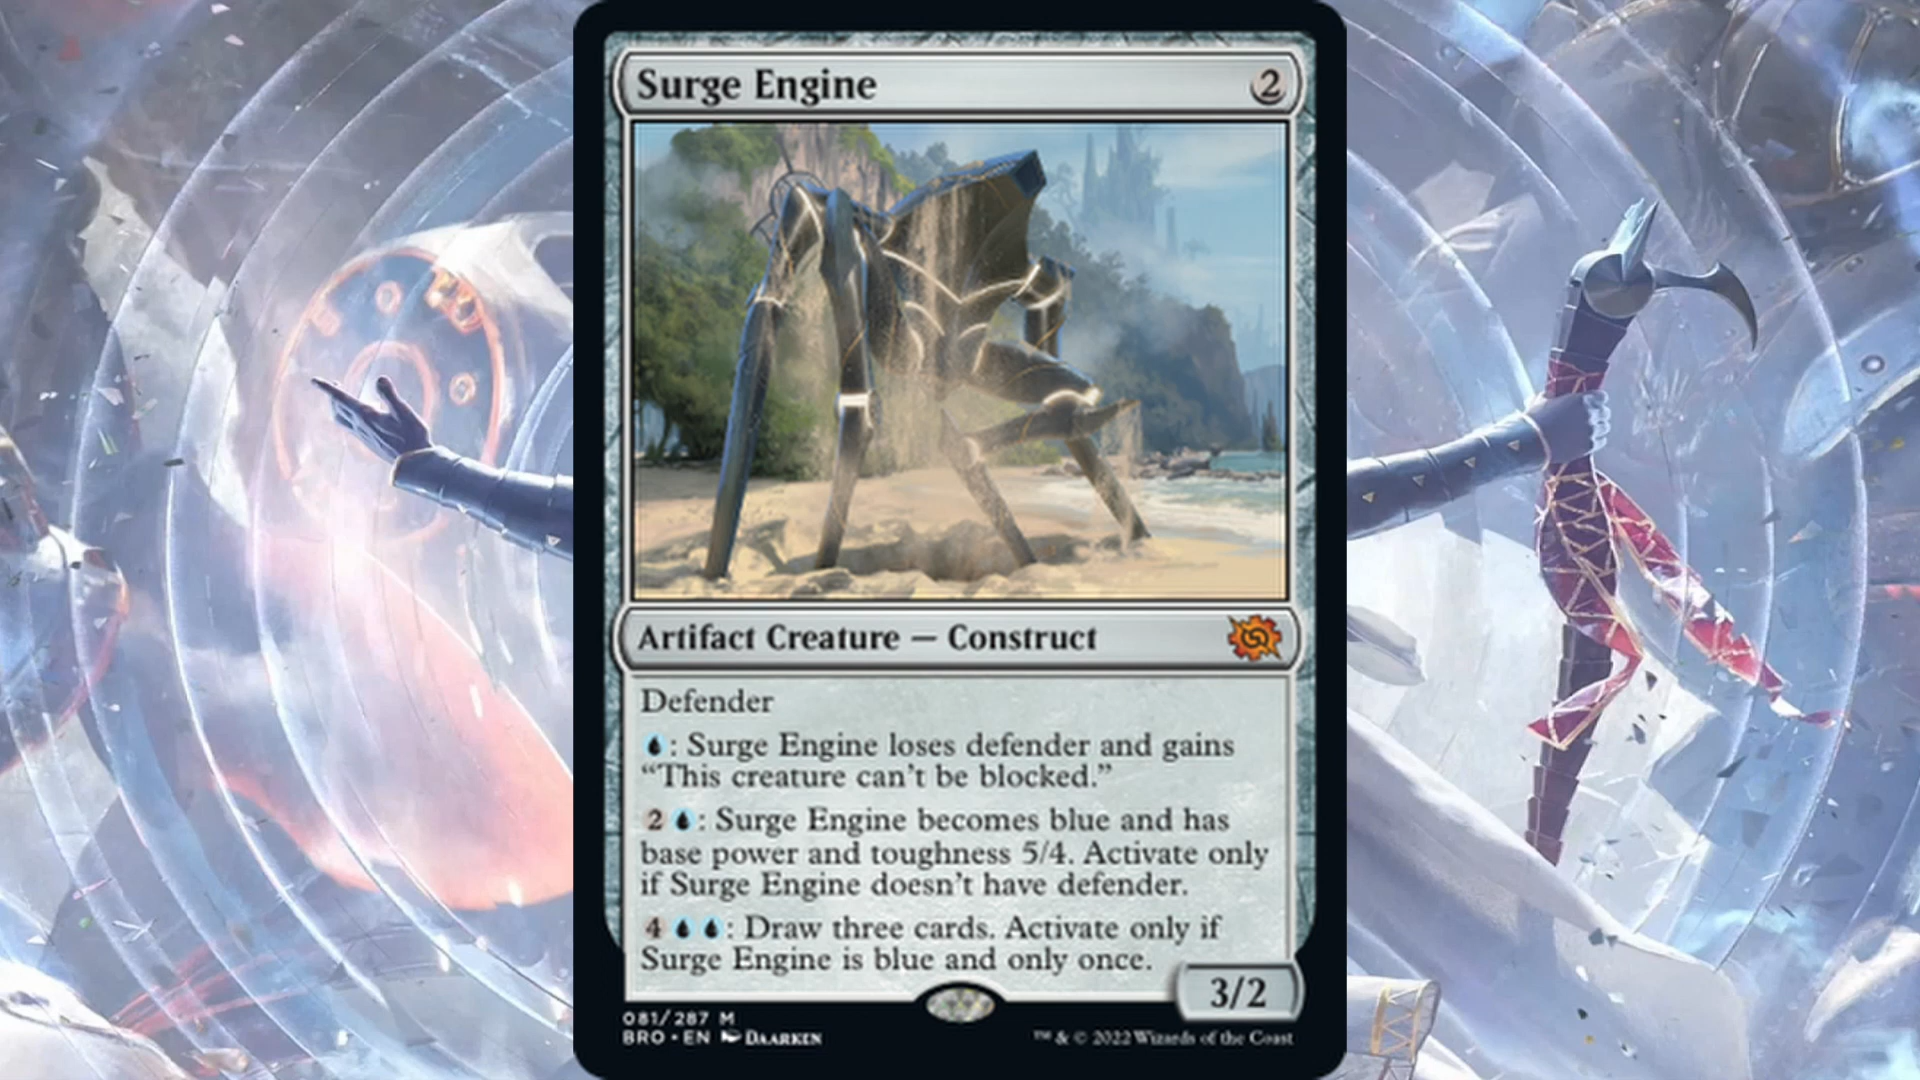 Surge Engine 2
Artifact Creature — Construct
Defender
: Surge Engine loses defender and gains
“This creature can’t be blocked.”
2 : Surge Engine becomes blue and has
base power and toughness 5/4. Activate only
if Surge Engine doesn’t have defender.
4 : Draw three cards. Activate only if
Surge Engine is blue and only once.
3/2
081/287 M
BRO • EN DAARKEN
™ & © 2022 Wizards of the Coast